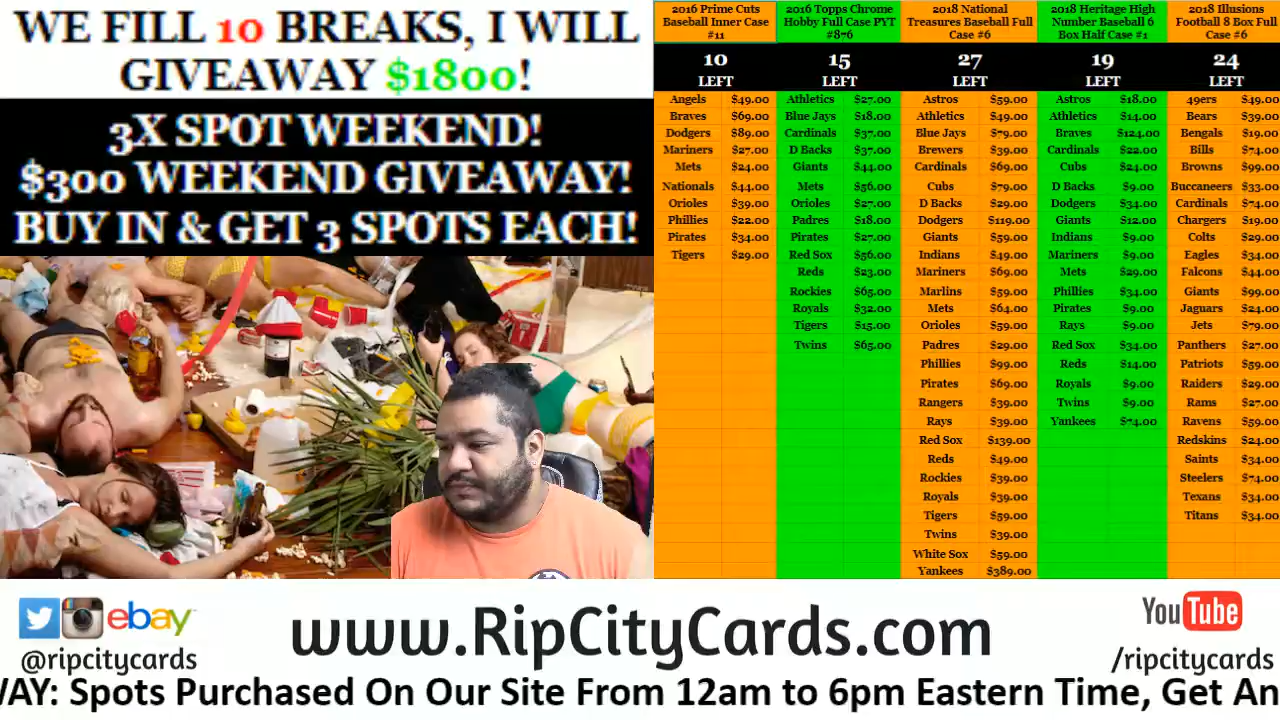 WE FILL 10 BREAKS, I WILL
GIVEAWAY $1800!
3X SPOT WEEKEND!
$300 WEEKEND GIVEAWAY!
BUY IN & GET 3 SPOTS EACH!
2016 Prime Cuts
Baseball Inner Case
#11
10
LEFT
Angels $49.00
Braves $69.00
Dodgers $89.00
Mariners $27.00
Mets $24.00
Nationals $44.00
Orioles $39.00
Phillies $22.00
Pirates $34.00
Tigers $29.00
2016 Topps Chrome
Hobby Full Case PYT
#876
15
LEFT
Athletics $27.00
Blue Jays $18.00
Cardinals $37.00
D Backs $37.00
Giants $44.00
Mets $56.00
Orioles $27.00
Padres $18.00
Pirates $27.00
Red Sox $56.00
Reds $23.00
Rockies $65.00
Royals $32.00
Tigers $15.00
Twins $65.00
2018 National
Treasures Baseball Full
Case #6
27
LEFT
Astros $59.00
Athletics $49.00
Blue Jays $79.00
Brewers $39.00
Cardinals $69.00
Cubs $79.00
D Backs $29.00
Dodgers $119.00
Giants $59.00
Indians $49.00
Mariners $69.00
Marlins $59.00
Mets $64.00
Orioles $59.00
Padres $29.00
Phillies $99.00
Pirates $69.00
Rangers $39.00
Rays $39.00
Red Sox $139.00
Reds $49.00
Rockies $39.00
Royals $39.00
Tigers $59.00
Twins $39.00
White Sox $59.00
Yankees $389.00
2018 Heritage High
Number Baseball 6
Box Half Case #1
19
LEFT
Astros $18.00
Athletics $14.00
Braves $124.00
Cardinals $22.00
Cubs $24.00
D Backs $9.00
Dodgers $34.00
Giants $12.00
Indians $9.00
Mariners $9.00
Mets $29.00
Phillies $34.00
Pirates $9.00
Rays $9.00
Red Sox $34.00
Reds $14.00
Royals $9.00
Twins $9.00
Yankees $74.00
2018 Illusions
Football 8 Box Full
Case #6
24
LEFT
49ers $49.00
Bears $39.00
Bengals $19.00
Bills $74.00
Browns $99.00
Buccaneers $33.00
Cardinals $74.00
Chargers $19.00
Colts $29.00
Eagles $34.00
Falcons $44.00
Giants $99.00
Jaguars $24.00
Jets $79.00
Panthers $27.00
Patriots $59.00
Raiders $29.00
Rams $27.00
Ravens $59.00
Redskins $24.00
Saints $34.00
Steelers $74.00
Texans $34.00
Titans $34.00
ebay
@ripcitycards
www.RipCityCards.com
YouTube
/ripcitycards
WAY: Spots Purchased On Our Site From 12am to 6pm Eastern Time, Get An